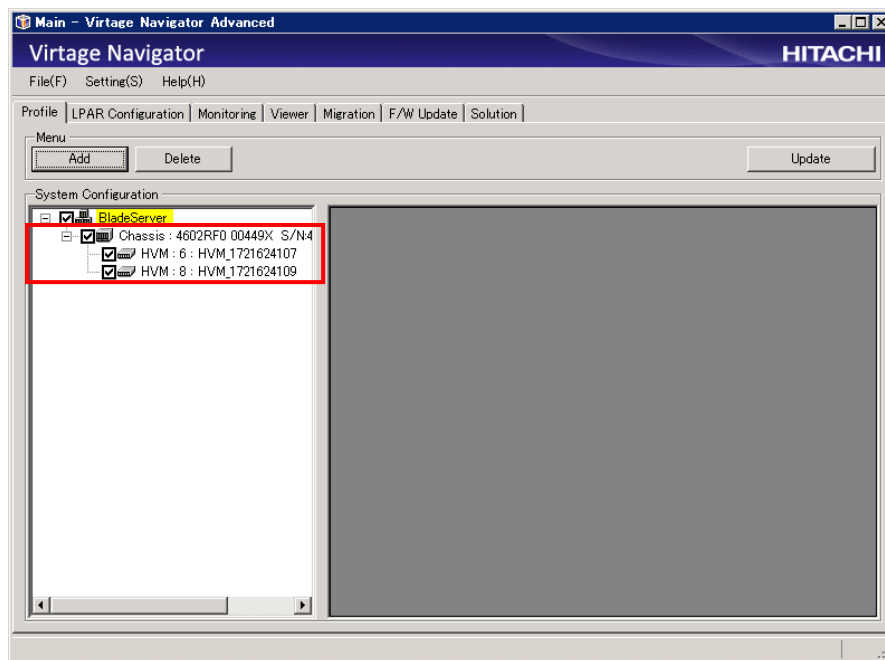 Main - Virtage Navigator Advanced
Virtage Navigator HITACHI
File(F) Setting(S) Help(H)
Profile LPAR Configuration Monitoring Viewer Migration F/W Update Solution
Menu
Add Delete Update
System Configuration
BladeServer
Chassis : 4602RF0 00449X S/N:4
HVM : 6 : HVM_1721624107
HVM : 8 : HVM_1721624109